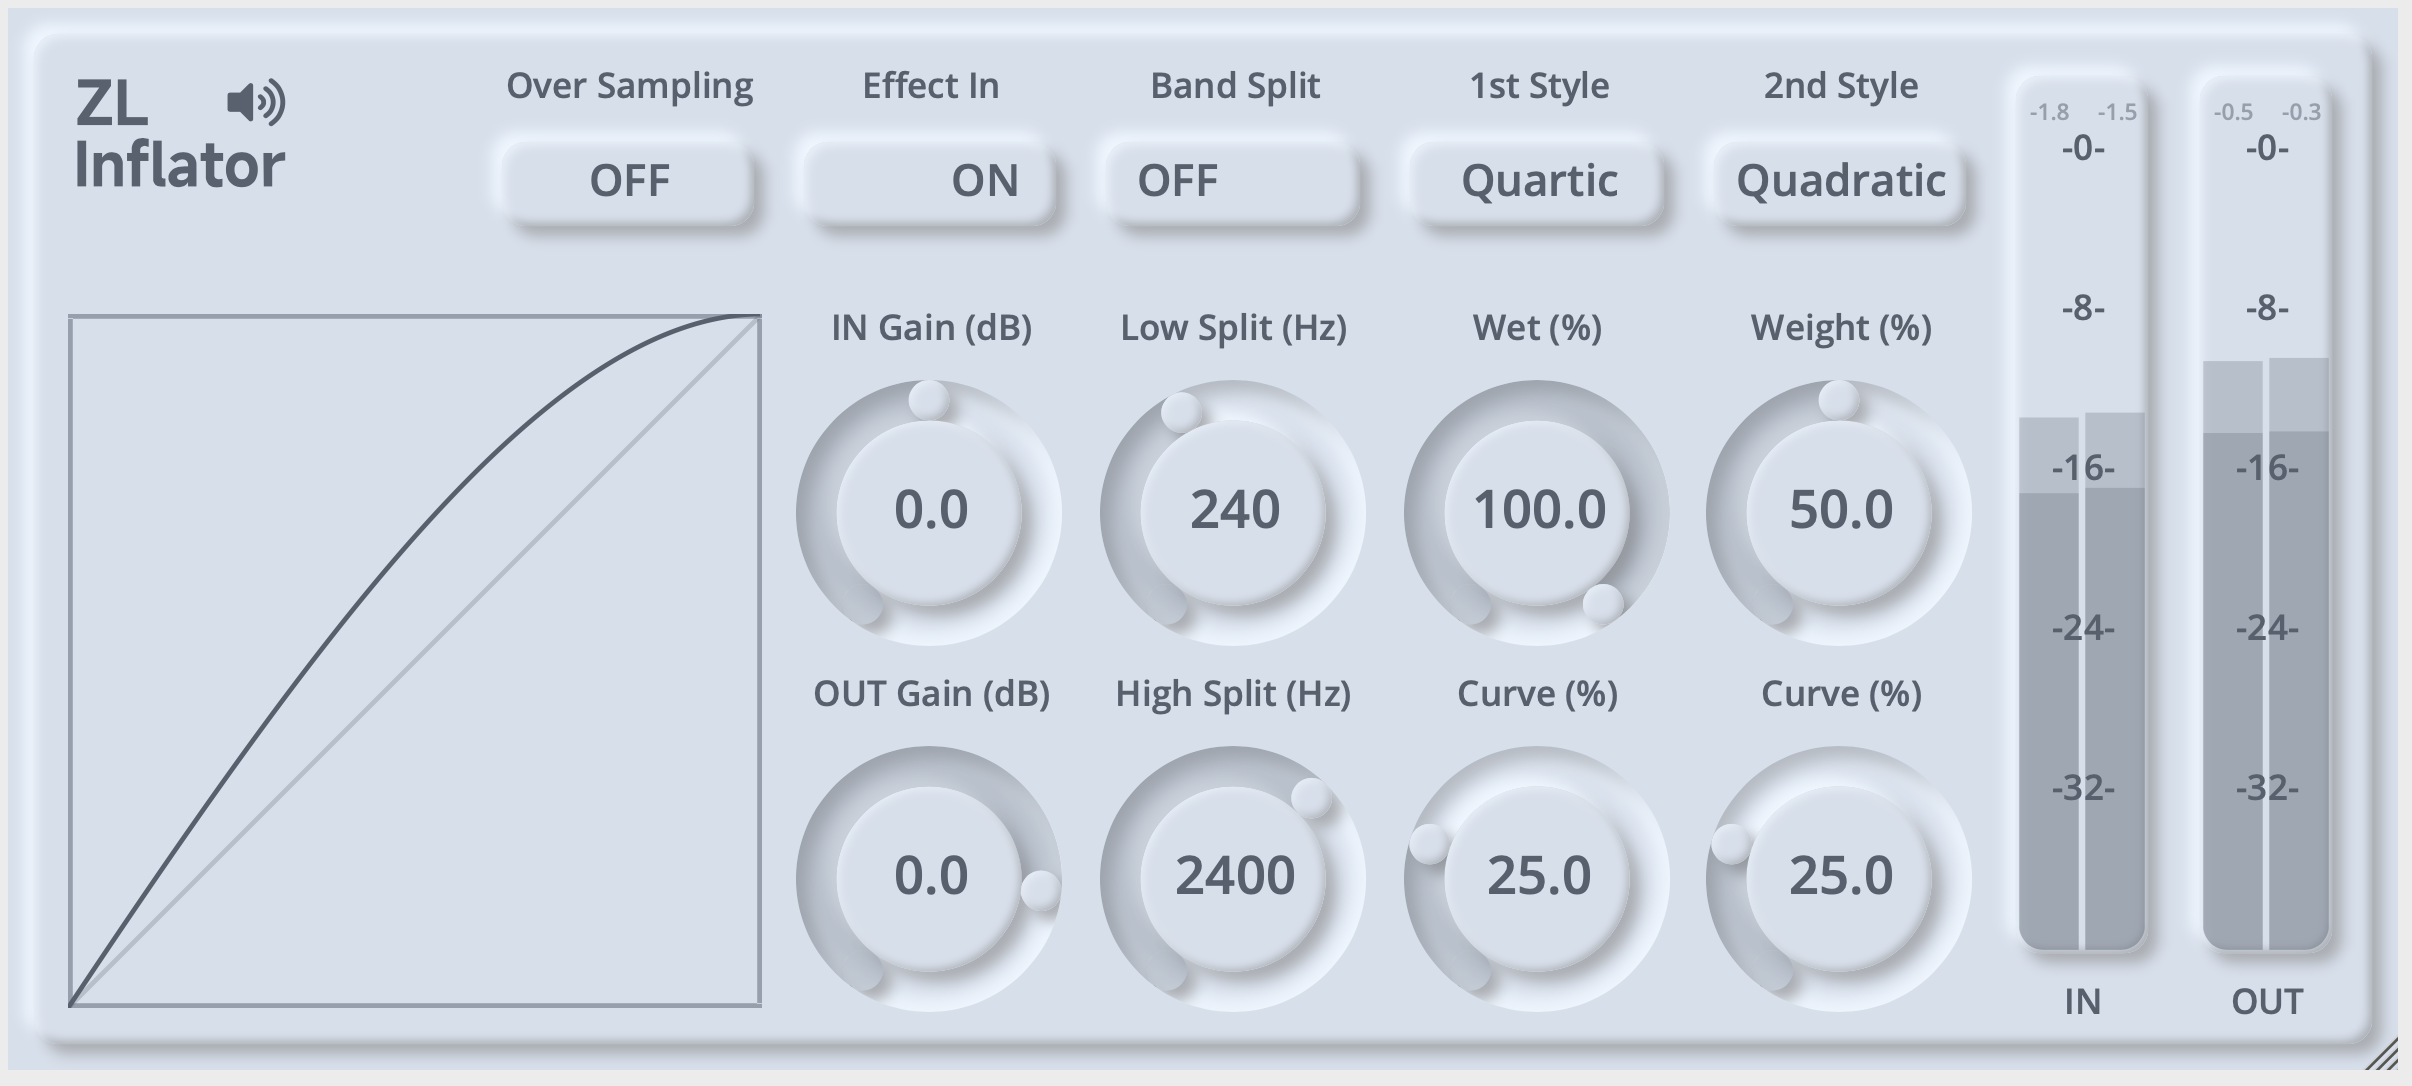 ZL
Inflator
Over Sampling
OFF
Effect In
ON
Band Split
OFF
1st Style
Quartic
2nd Style
Quadratic
IN Gain (dB)
0.0
Low Split (Hz)
240
Wet (%)
100.0
Weight (%)
50.0
OUT Gain (dB)
0.0
High Split (Hz)
2400
Curve (%)
25.0
Curve (%)
25.0
-1.8 -1.5
-0-
-8-
-16-
-24-
-32-
IN
-0.5 -0.3
-0-
-8-
-16-
-24-
-32-
OUT